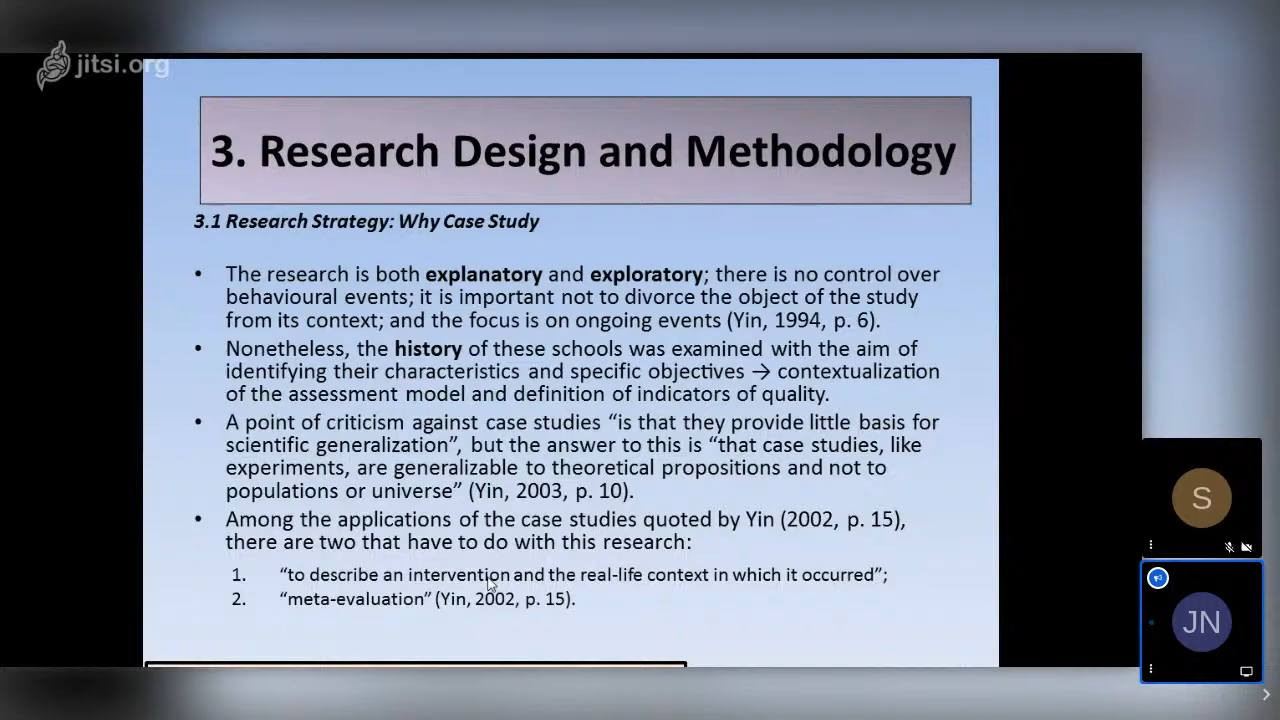 jitsi.org
3. Research Design and Methodology
3.1 Research Strategy: Why Case Study
• The research is both explanatory and exploratory; there is no control over
behavioural events; it is important not to divorce the object of the study
from its context; and the focus is on ongoing events (Yin, 1994, p. 6).
• Nonetheless, the history of these schools was examined with the aim of
identifying their characteristics and specific objectives → contextualization
of the assessment model and definition of indicators of quality.
• A point of criticism against case studies “is that they provide little basis for
scientific generalization”, but the answer to this is “that case studies, like
experiments, are generalizable to theoretical propositions and not to
populations or universe” (Yin, 2003, p. 10).
• Among the applications of the case studies quoted by Yin (2002, p. 15),
there are two that have to do with this research:
1. “to describe an intervention and the real-life context in which it occurred”;
2. “meta-evaluation” (Yin, 2002, p. 15).
S
JN